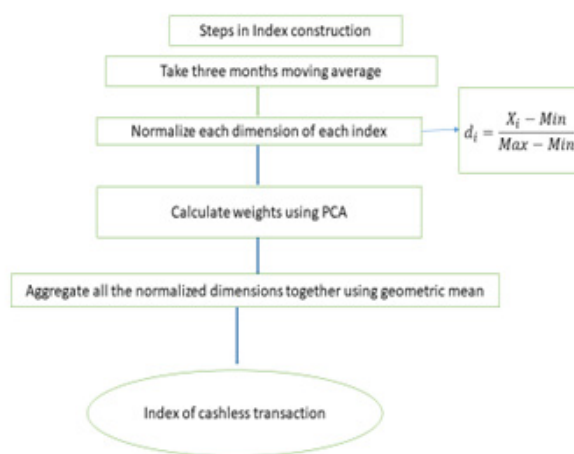 Steps in Index construction
Take three months moving average
Normalize each dimension of each index
d_i = (X_i − Min) / (Max − Min)
Calculate weights using PCA
Aggregate all the normalized dimensions together using geometric mean
Index of cashless transaction